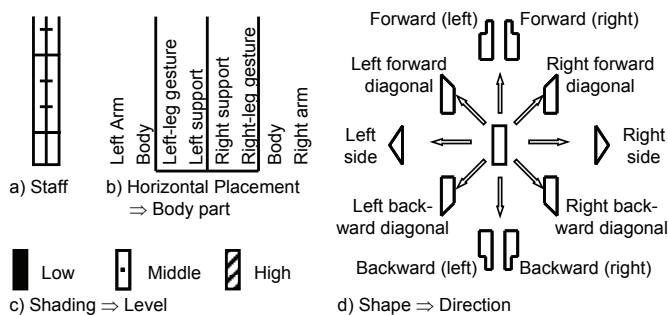 a) Staff
Left Arm
Body
Left-leg gesture
Left support
Right support
Right-leg gesture
Body
Right arm
b) Horizontal Placement
⇒ Body part
Low
Middle
High
c) Shading ⇒ Level
Forward (left)
Forward (right)
Left forward
diagonal
Right forward
diagonal
Left
side
Right
side
Left back-
ward diagonal
Right back-
ward diagonal
Backward (left)
Backward (right)
d) Shape ⇒ Direction